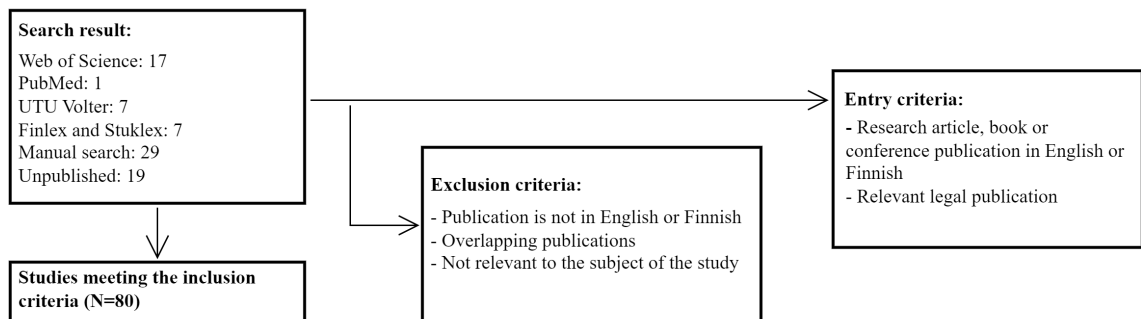 Search result:
Web of Science: 17
PubMed: 1
UTU Volter: 7
Finlex and Stuklex: 7
Manual search: 29
Unpublished: 19
Studies meeting the inclusion
criteria (N=80)
Exclusion criteria:
- Publication is not in English or Finnish
- Overlapping publications
- Not relevant to the subject of the study
Entry criteria:
- Research article, book or
conference publication in English or
Finnish
- Relevant legal publication